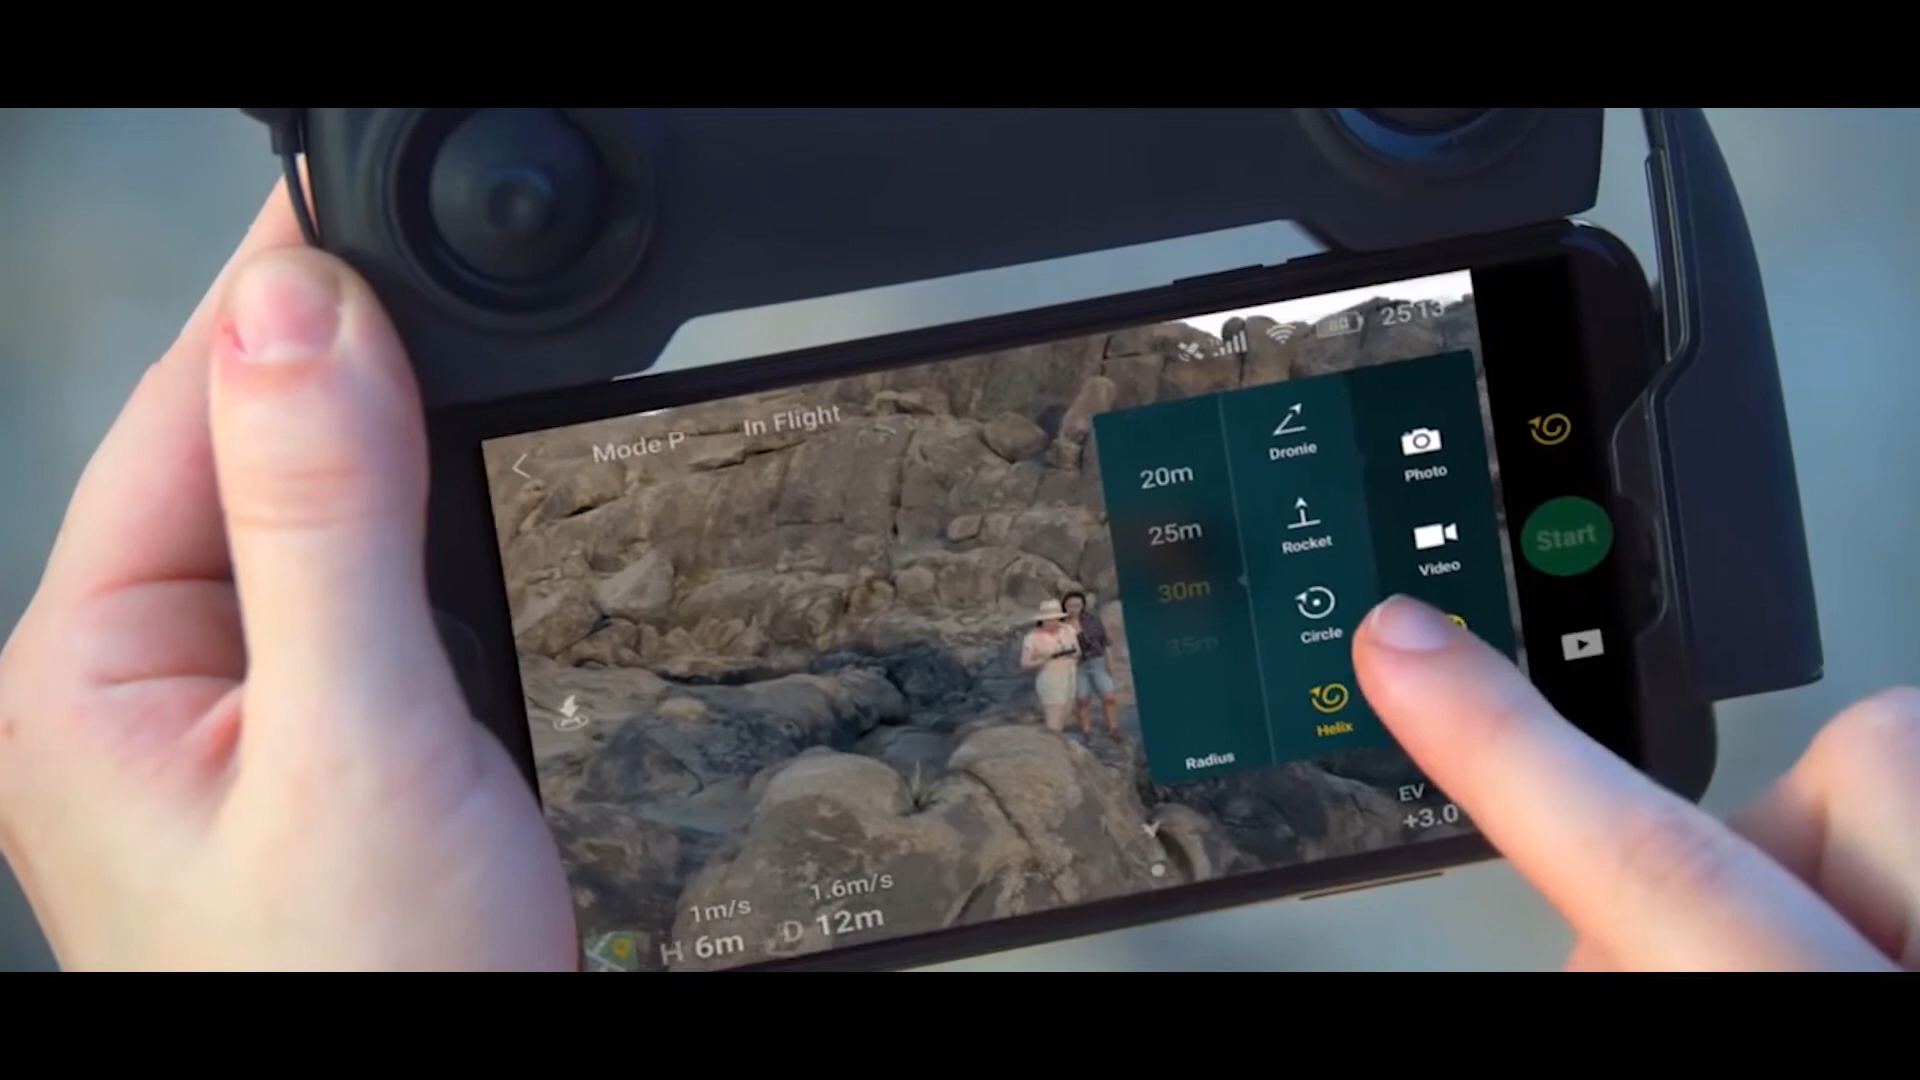 Mode P
In Flight
25'13
20m
25m
30m
35m
Radius
Dronie
Rocket
Circle
Helix
Photo
Video
Start
EV
+3.0
1m/s
1.6m/s
H 6m
D 12m